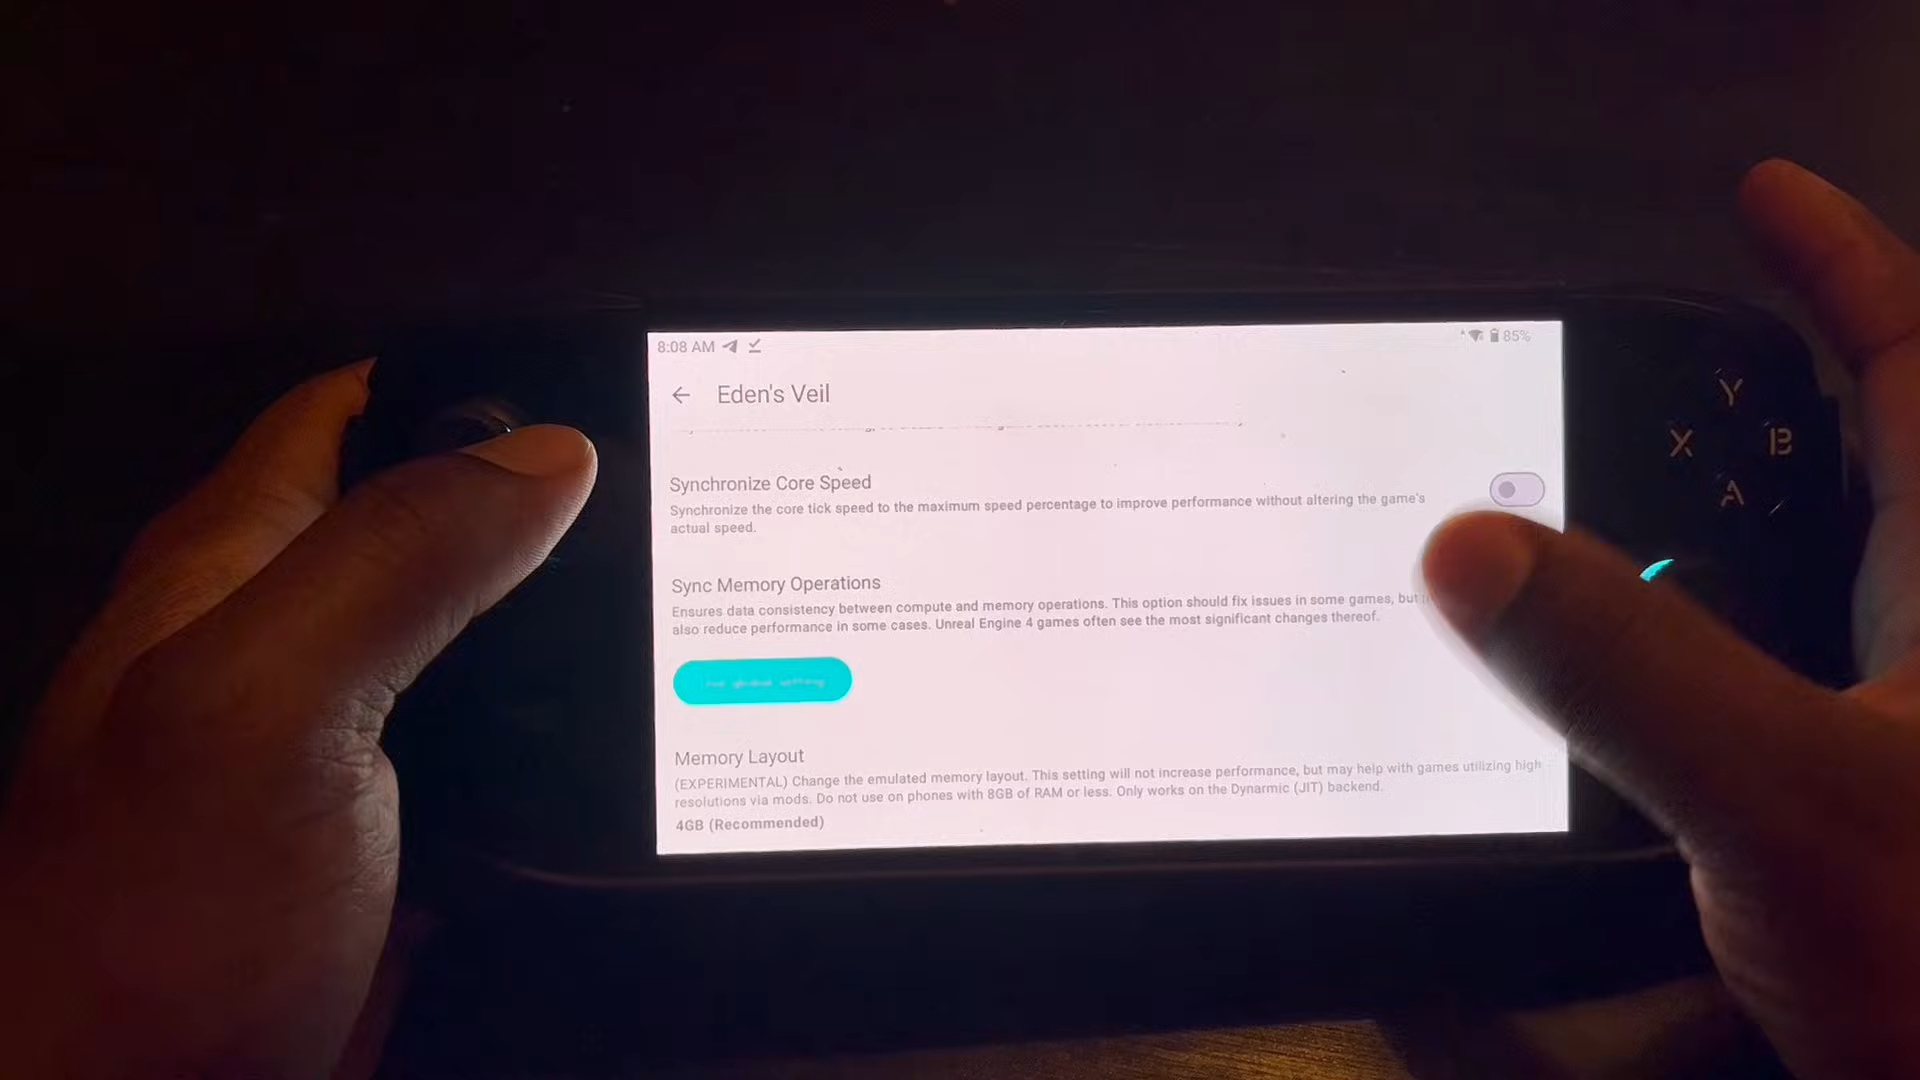 8:08 AM
85%
Eden's Veil
Synchronize Core Speed
Synchronize the core tick speed to the maximum speed percentage to improve performance without altering the game's
actual speed.
Sync Memory Operations
Ensures data consistency between compute and memory operations. This option should fix issues in some games, but
also reduce performance in some cases. Unreal Engine 4 games often see the most significant changes thereof.
Memory Layout
(EXPERIMENTAL) Change the emulated memory layout. This setting will not increase performance, but may help with games utilizing high
resolutions via mods. Do not use on phones with 8GB of RAM or less. Only works on the Dynarmic (JIT) backend.
4GB (Recommended)
Y
X B
A